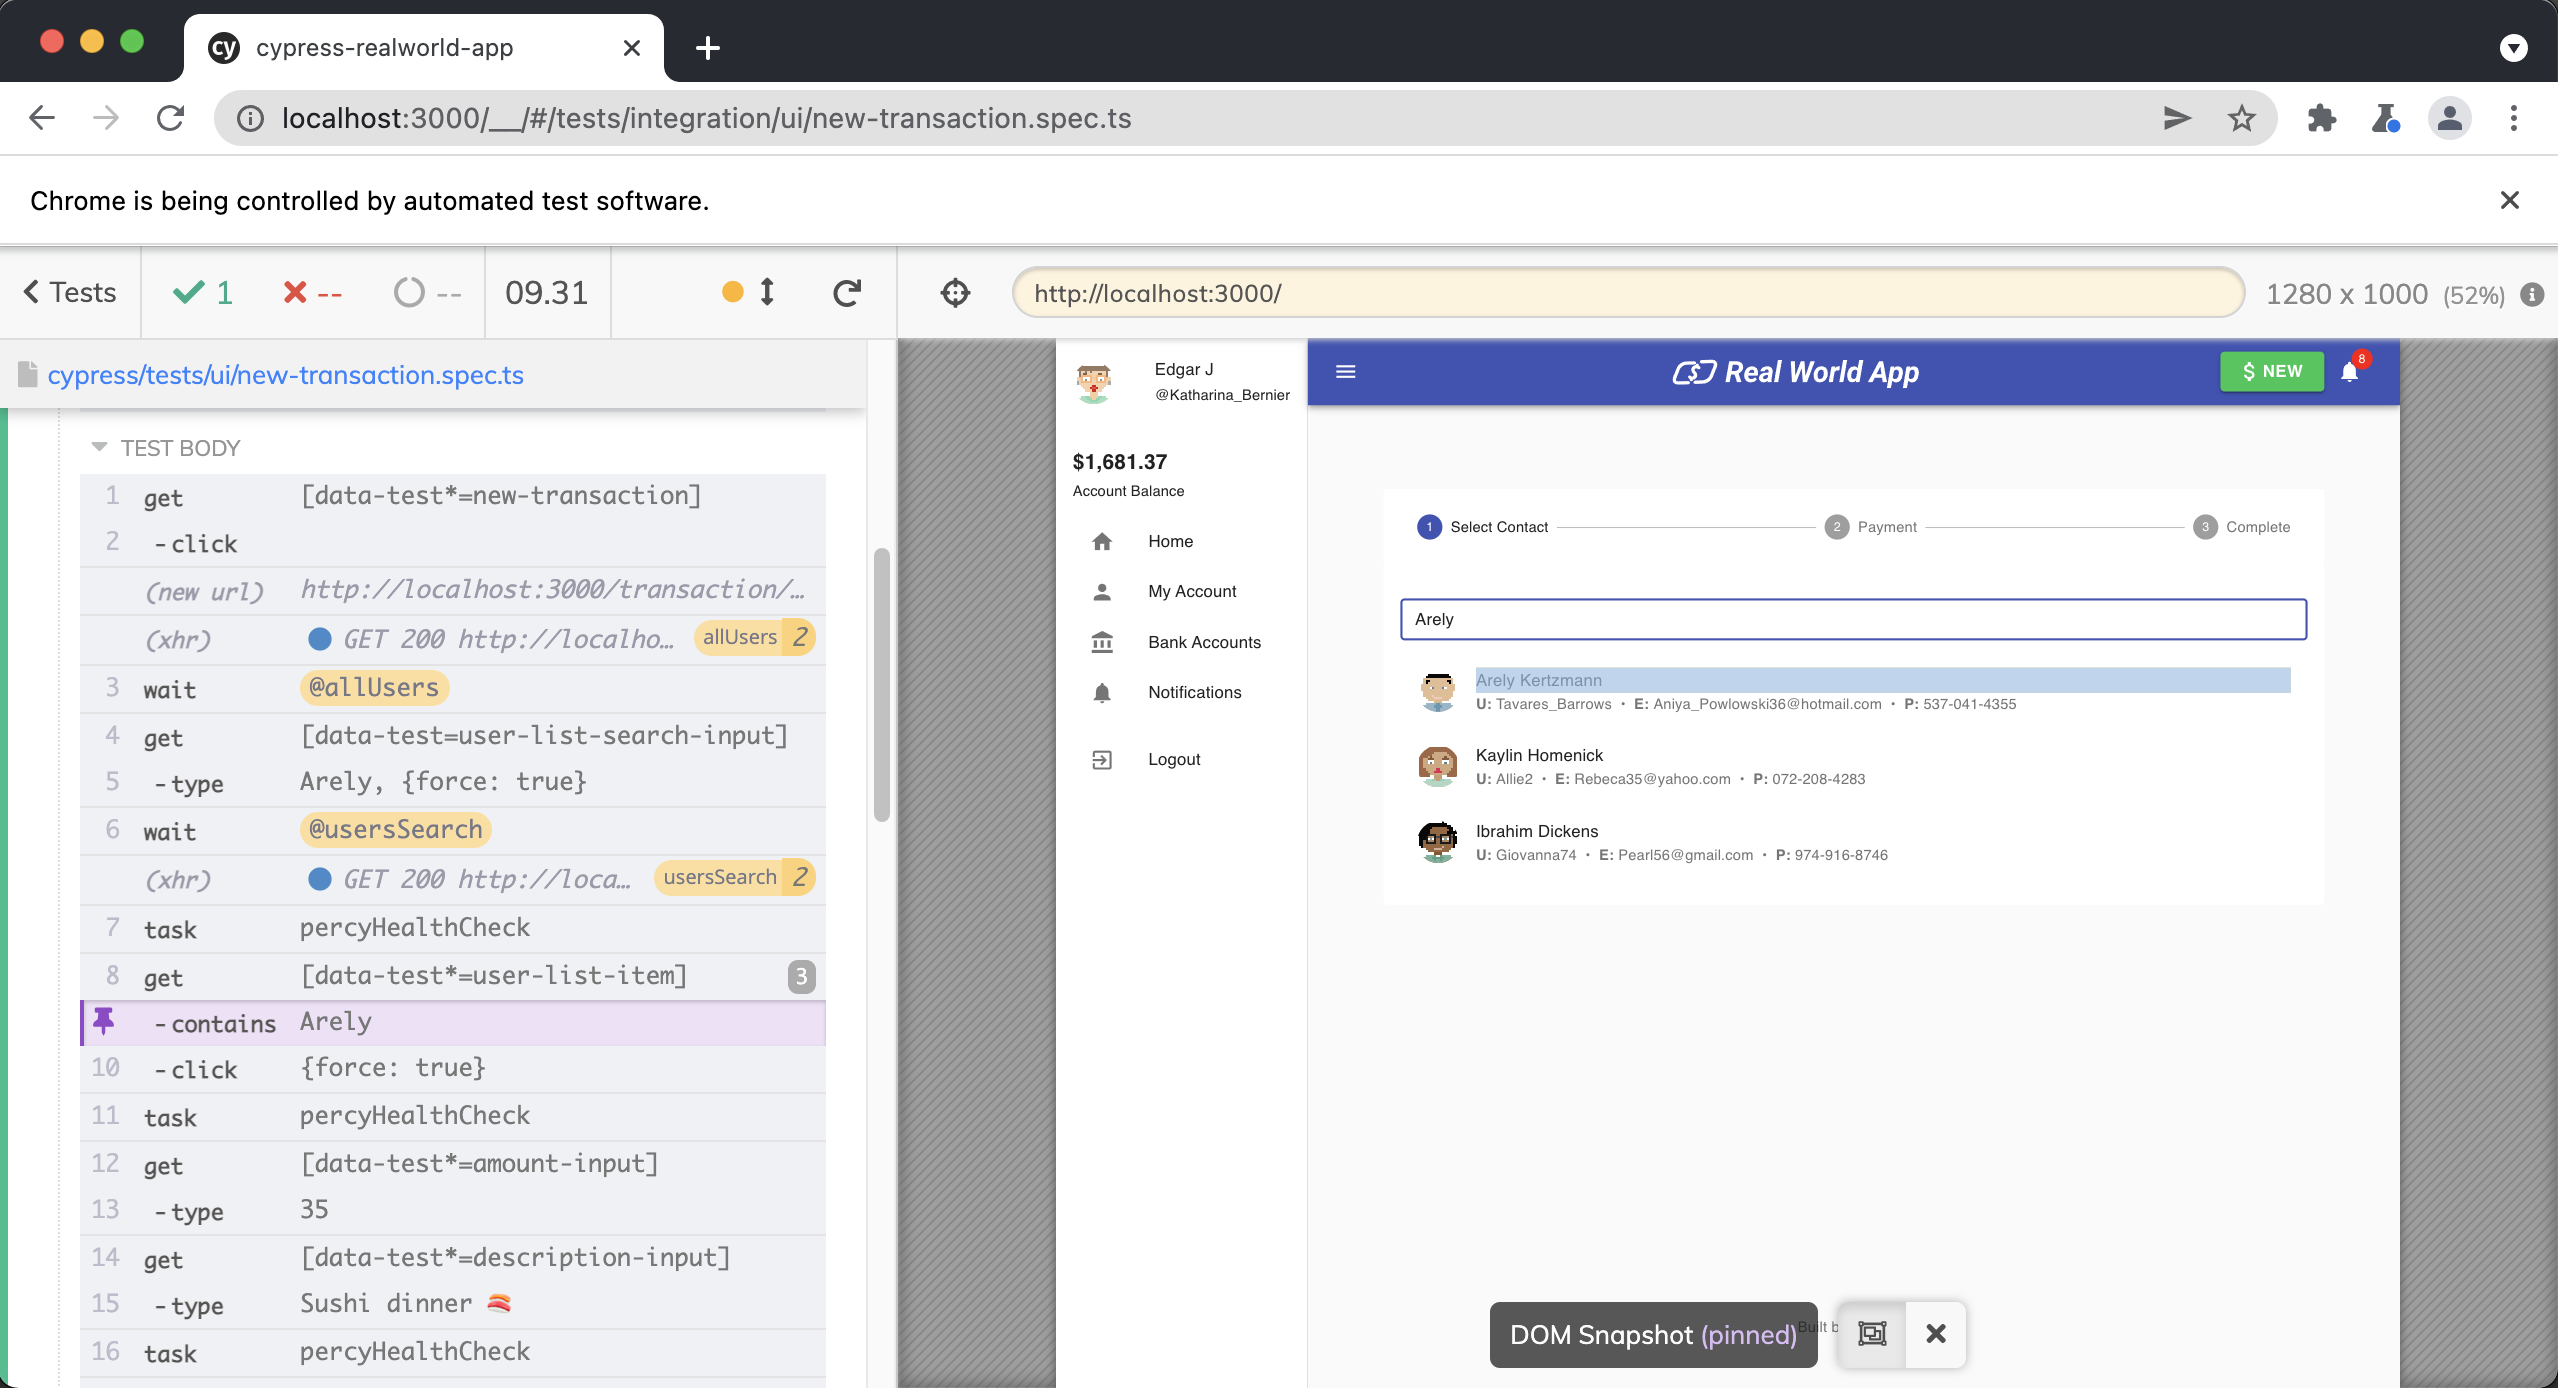 cy cypress-realworld-app
localhost:3000/__/#/tests/integration/ui/new-transaction.spec.ts
Chrome is being controlled by automated test software.
Tests 1 -- -- 09.31
http://localhost:3000/ 1280 x 1000 (52%)
cypress/tests/ui/new-transaction.spec.ts
TEST BODY
1 get [data-test*=new-transaction]
2 -click
(new url) http://localhost:3000/transaction/…
(xhr) GET 200 http://localho… allUsers 2
3 wait @allUsers
4 get [data-test=user-list-search-input]
5 -type Arely, {force: true}
6 wait @usersSearch
(xhr) GET 200 http://loca… usersSearch 2
7 task percyHealthCheck
8 get [data-test*=user-list-item] 3
-contains Arely
10 -click {force: true}
11 task percyHealthCheck
12 get [data-test*=amount-input]
13 -type 35
14 get [data-test*=description-input]
15 -type Sushi dinner 🍣
16 task percyHealthCheck
Edgar J
@Katharina_Bernier
$1,681.37
Account Balance
Home
My Account
Bank Accounts
Notifications
Logout
Real World App
$ NEW
8
1 Select Contact
2 Payment
3 Complete
Arely
Arely Kertzmann
U: Tavares_Barrows • E: Aniya_Powlowski36@hotmail.com • P: 537-041-4355
Kaylin Homenick
U: Allie2 • E: Rebeca35@yahoo.com • P: 072-208-4283
Ibrahim Dickens
U: Giovanna74 • E: Pearl56@gmail.com • P: 974-916-8746
DOM Snapshot (pinned)
Built b